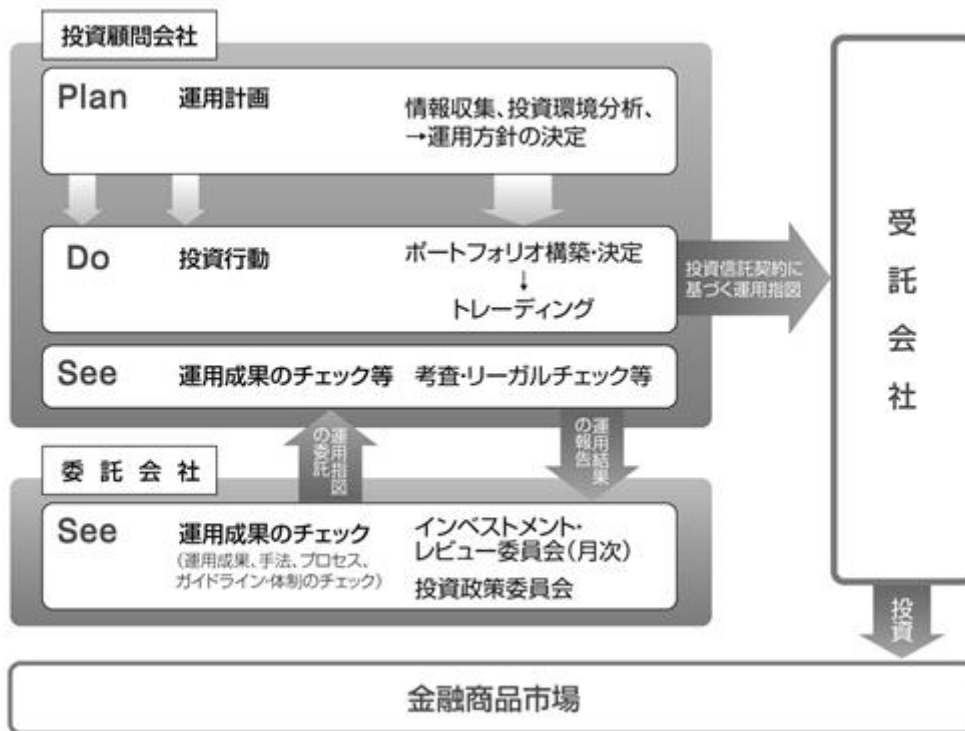 投資顧問会社
Plan 運用計画 情報収集、投資環境分析、
→運用方針の決定
Do 投資行動 ポートフォリオ構築・決定
↓
トレーディング
投資信託契約に
基づく運用指図
See 運用成果のチェック等 考査・リーガルチェック等
運用指図
の委託
運用結果
の報告
委託会社
See 運用成果のチェック
(運用成果、手法、プロセス、
ガイドライン・体制のチェック)
インベストメント・
レビュー委員会(月次)
投資政策委員会
受託会社
投資
金融商品市場